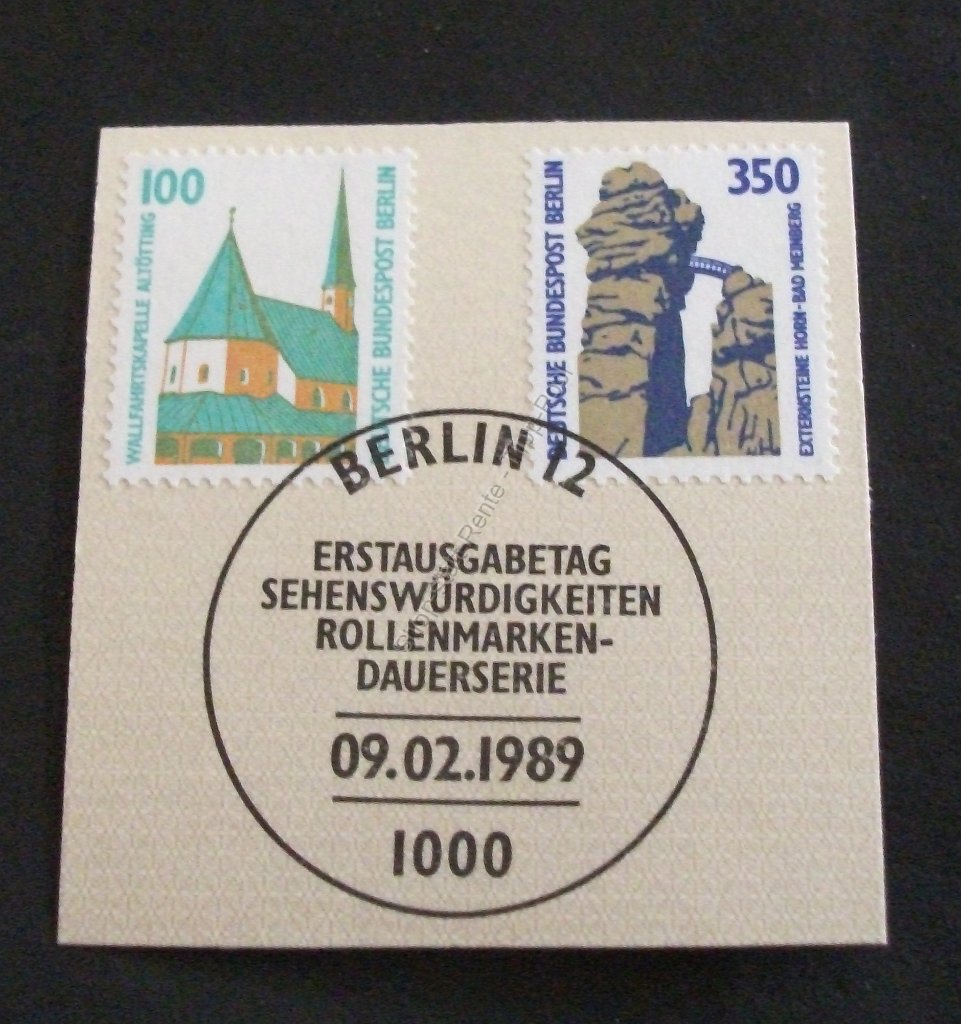 100
WALLFAHRTSKAPELLE ALTÖTTING
DEUTSCHE BUNDESPOST BERLIN
DEUTSCHE BUNDESPOST BERLIN
350
EXTERNSTEINE HORN-BAD MEINBERG
BERLIN 12
ERSTAUSGABETAG
SEHENSWÜRDIGKEITEN
ROLLENMARKEN-
DAUERSERIE
09.02.1989
1000